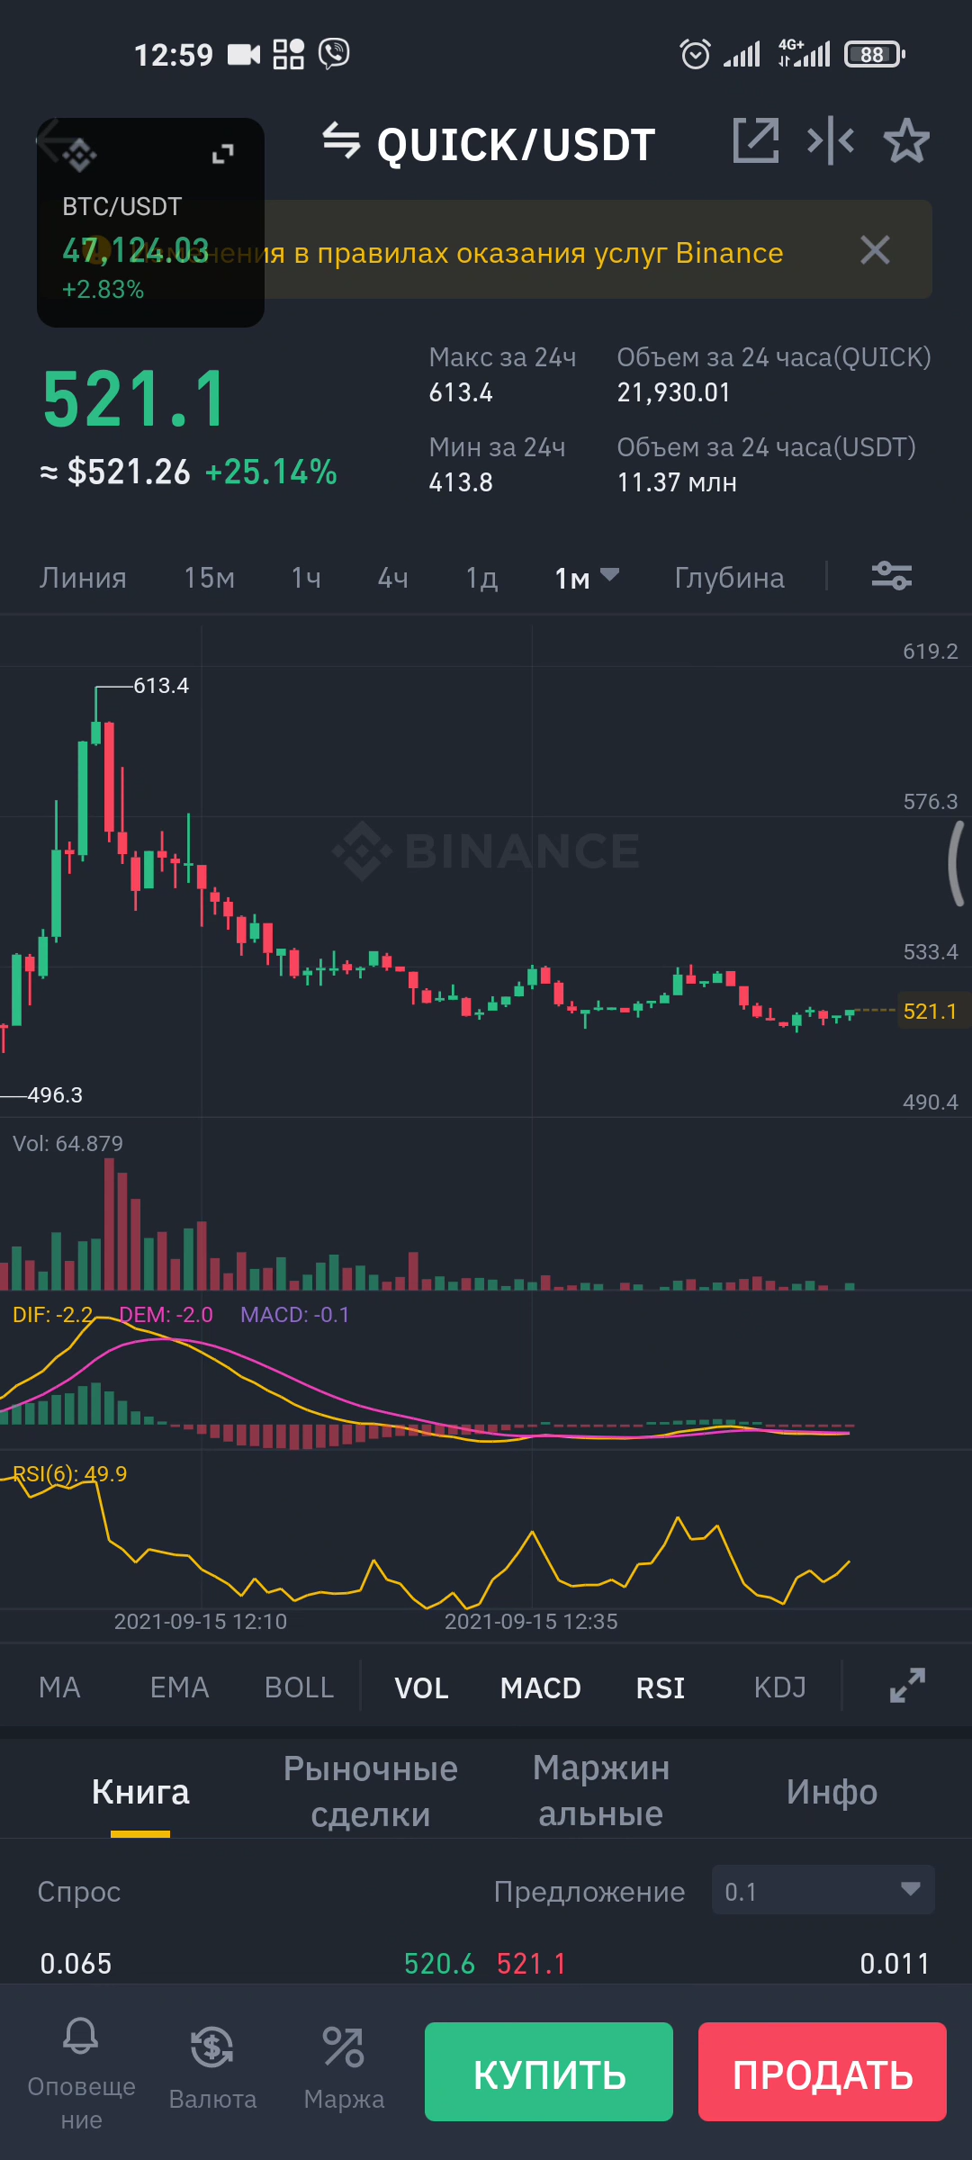 12:59
4G+
88
QUICK/USDT
BTC/USDT
47,124.03
+2.83%
Изменения в правилах оказания услуг Binance
521.1
≈ $521.26 +25.14%
Макс за 24ч
613.4
Объем за 24 часа(QUICK)
21,930.01
Мин за 24ч
413.8
Объем за 24 часа(USDT)
11.37 млн
Линия 15м 1ч 4ч 1д 1м Глубина
619.2
613.4
576.3
BINANCE
533.4
521.1
496.3
490.4
Vol: 64.879
DIF: -2.2 DEM: -2.0 MACD: -0.1
RSI(6): 49.9
2021-09-15 12:10 2021-09-15 12:35
MA EMA BOLL VOL MACD RSI KDJ
Книга
Рыночные
сделки
Маржин
альные
Инфо
Спрос Предложение 0.1
0.065 520.6 521.1 0.011
Оповеще
ние
Валюта
Маржа
КУПИТЬ
ПРОДАТЬ